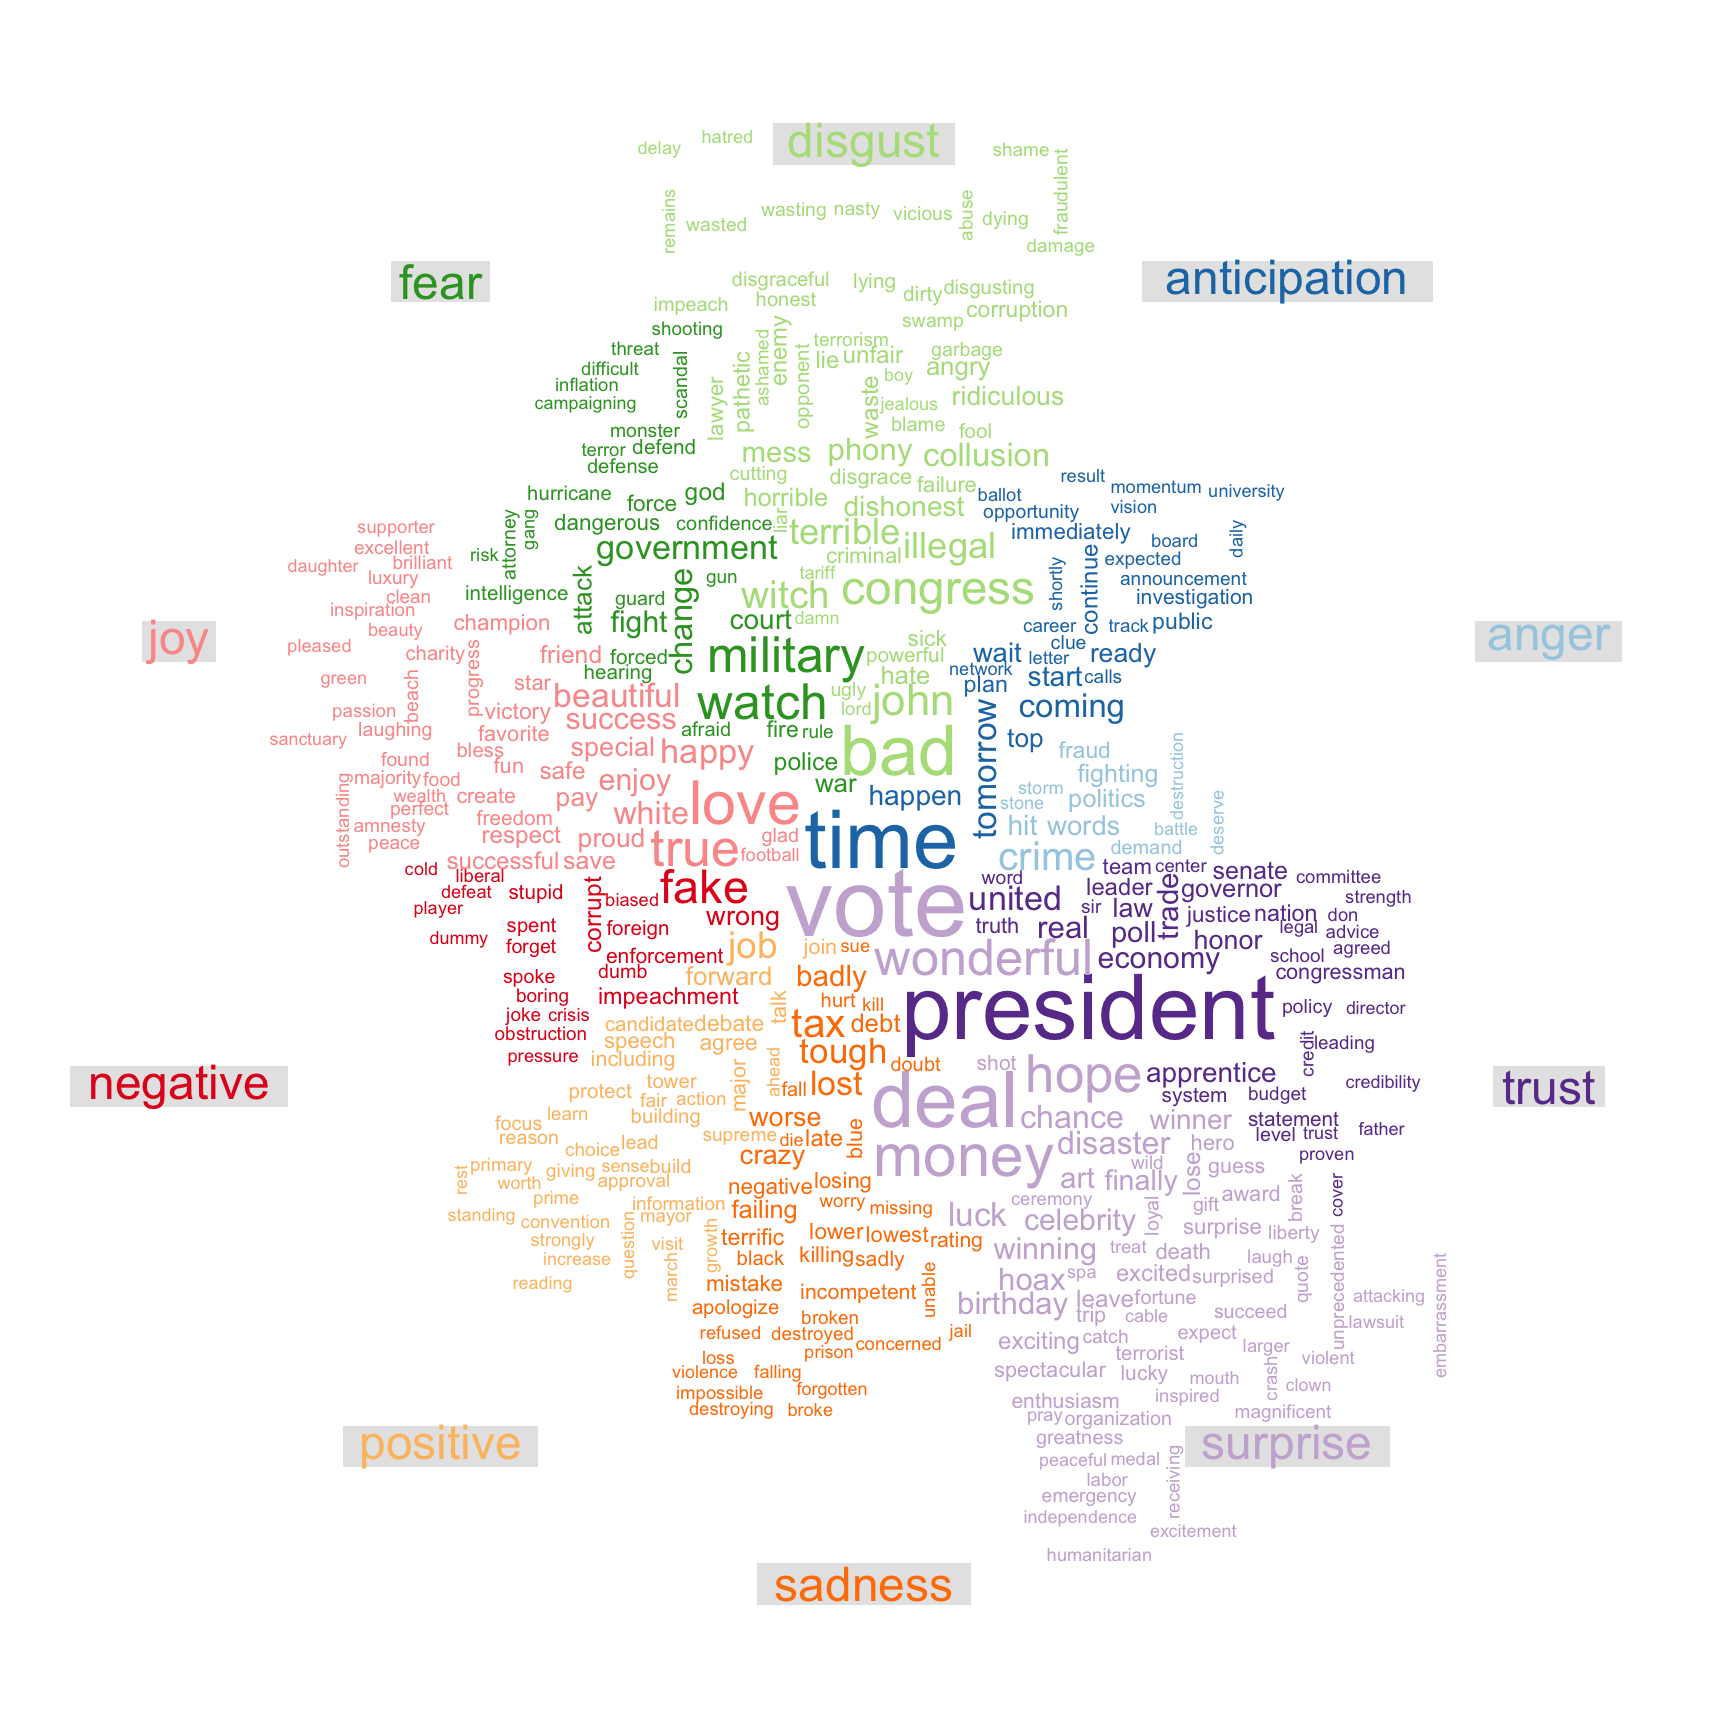 disgust
delay
hatred
shame
fraudulent
remains
wasted
wasting
nasty
vicious
abuse
dying
damage
fear
anticipation
disgraceful
lying
disgusting
impeach
honest
dirty
corruption
shooting
enemy
swamp
threat
scandal
ashamed
terrorism
garbage
difficult
pathetic
opponent
lie
unfair
angry
inflation
lawyer
boy
campaigning
waste
jealous
ridiculous
monster
blame
fool
terror
defend
mess
phony
collusion
defense
cutting
disgrace
failure
result
momentum
university
hurricane
god
horrible
ballot
force
dishonest
opportunity
vision
supporter
attorney
gang
dangerous
confidence
liar
terrible
immediately
daily
excellent
risk
government
criminal
illegal
board
daughter
brilliant
expected
luxury
gun
tariff
shortly
continue
announcement
clean
intelligence
attack
guard
change
witch
congress
investigation
inspiration
champion
fight
court
damn
career
track
public
joy
beauty
anger
pleased
charity
progress
friend
forced
military
sick
clue
powerful
wait
letter
ready
green
beach
star
hearing
hate
network
start
calls
passion
victory
beautiful
watch
ugly
john
plan
coming
sanctuary
laughing
favorite
success
afraid
fire
rule
lord
tomorrow
top
found
bless
special
happy
police
bad
fraud
destruction
majority
food
fun
safe
enjoy
war
fighting
outstanding
wealth
create
pay
love
happen
storm
politics
perfect
freedom
white
stone
deserve
amnesty
respect
proud
true
glad
time
hit
words
battle
peace
successful
save
football
crime
demand
cold
liberal
fake
team
center
senate
committee
defeat
stupid
corrupt
biased
vote
word
leader
trade
governor
strength
player
wrong
united
sir
law
justice
nation
don
spent
foreign
truth
real
poll
legal
advice
dummy
forget
enforcement
job
join
sue
wonderful
honor
school
agreed
spoke
dumb
forward
badly
economy
congressman
boring
impeachment
talk
hurt
kill
president
policy
director
joke
crisis
candidate
debate
tax
debt
obstruction
speech
agree
credit
leading
pressure
including
tough
doubt
shot
negative
protect
tower
major
ahead
fall
lost
deal
hope
apprentice
credibility
trust
fair
action
system
budget
focus
learn
building
worse
chance
winner
statement
reason
supreme
die
late
blue
disaster
level
trust
father
choice
lead
crazy
money
hero
proven
rest
primary
giving
sense
build
wild
lose
guess
worth
approval
negative
losing
art
finally
prime
information
worry
missing
ceremony
loyal
gift
award
break
cover
standing
convention
mayor
failing
luck
celebrity
surprise
liberty
strongly
question
visit
growth
terrific
lower
lowest
rating
winning
treat
death
laugh
unprecedented
increase
black
killing
sadly
hoax
spa
excited
surprised
quote
embarrassment
reading
march
mistake
incompetent
unable
birthday
leave
fortune
attacking
apologize
broken
trip
cable
succeed
lawsuit
refused
destroyed
concerned
jail
exciting
catch
expect
larger
loss
prison
terrorist
violent
violence
falling
spectacular
lucky
mouth
crash
clown
impossible
forgotten
enthusiasm
inspired
destroying
broke
pray
organization
magnificent
positive
greatness
surprise
peaceful
medal
labor
receiving
emergency
independence
excitement
humanitarian
sadness